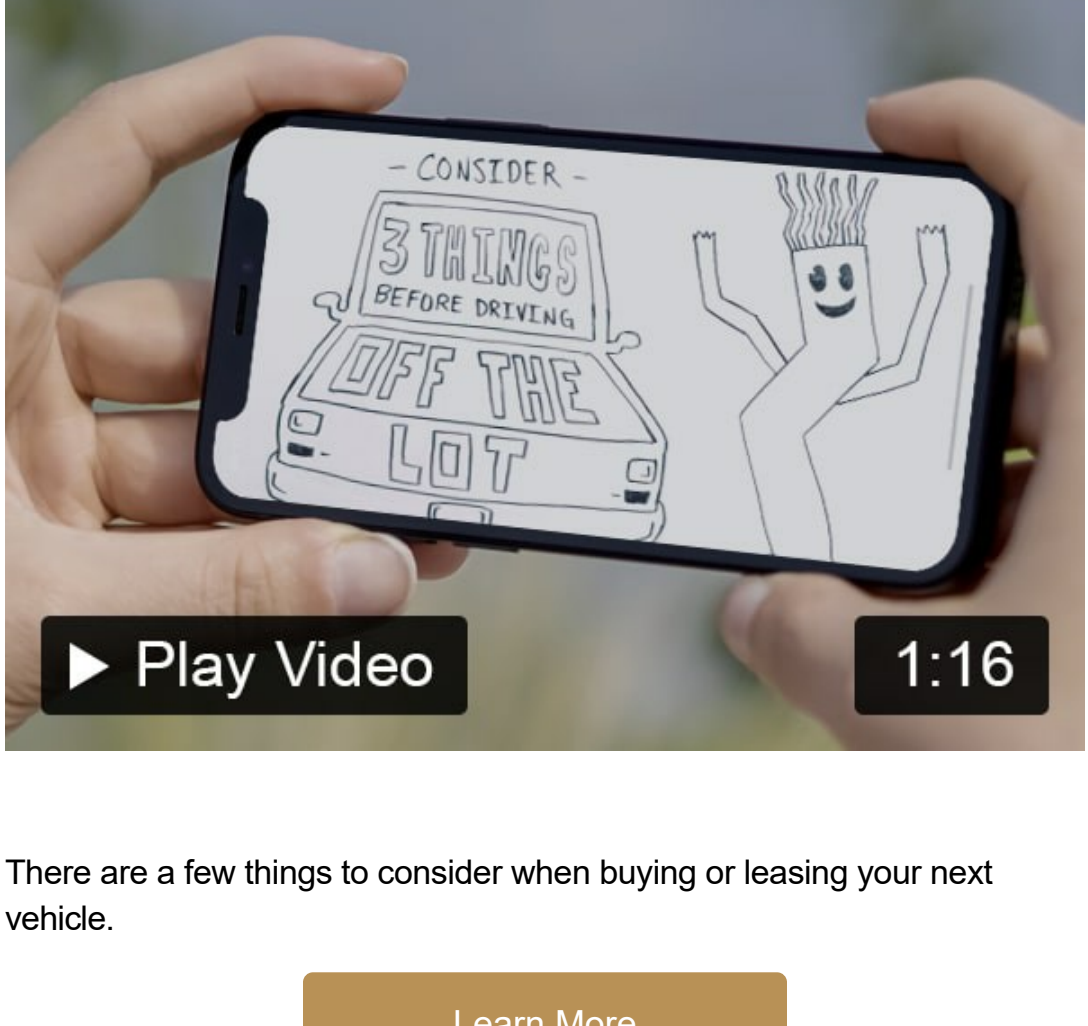 - CONSIDER -
3 THINGS
BEFORE DRIVING
OFF THE
LOT
Play Video
1:16
There are a few things to consider when buying or leasing your next
vehicle.
Learn More